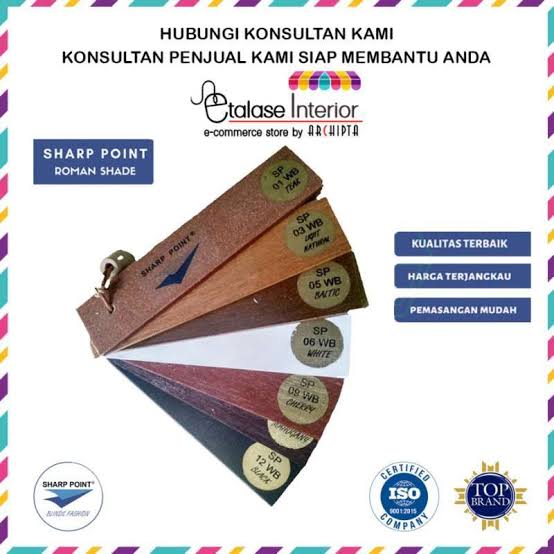 HUBUNGI KONSULTAN KAMI
KONSULTAN PENJUAL KAMI SIAP MEMBANTU ANDA
Etalase Interior
e-commerce store by ARCHIPTA
SHARP POINT
ROMAN SHADE
SHARP POINT®
SP
01 WB
TEAK
SP
03 WB
LIGHT
NATURAL
SP
05 WB
BALTIC
SP
06 WB
WHITE
SP
09 WB
CHERRY
MAHOGANY
SP
12 WB
BLACK
KUALITAS TERBAIK
HARGA TERJANGKAU
PEMASANGAN MUDAH
SHARP POINT®
BLINDS FASHION
CERTIFIED
ISO
9001:2015
COMPANY
TOP
BRAND